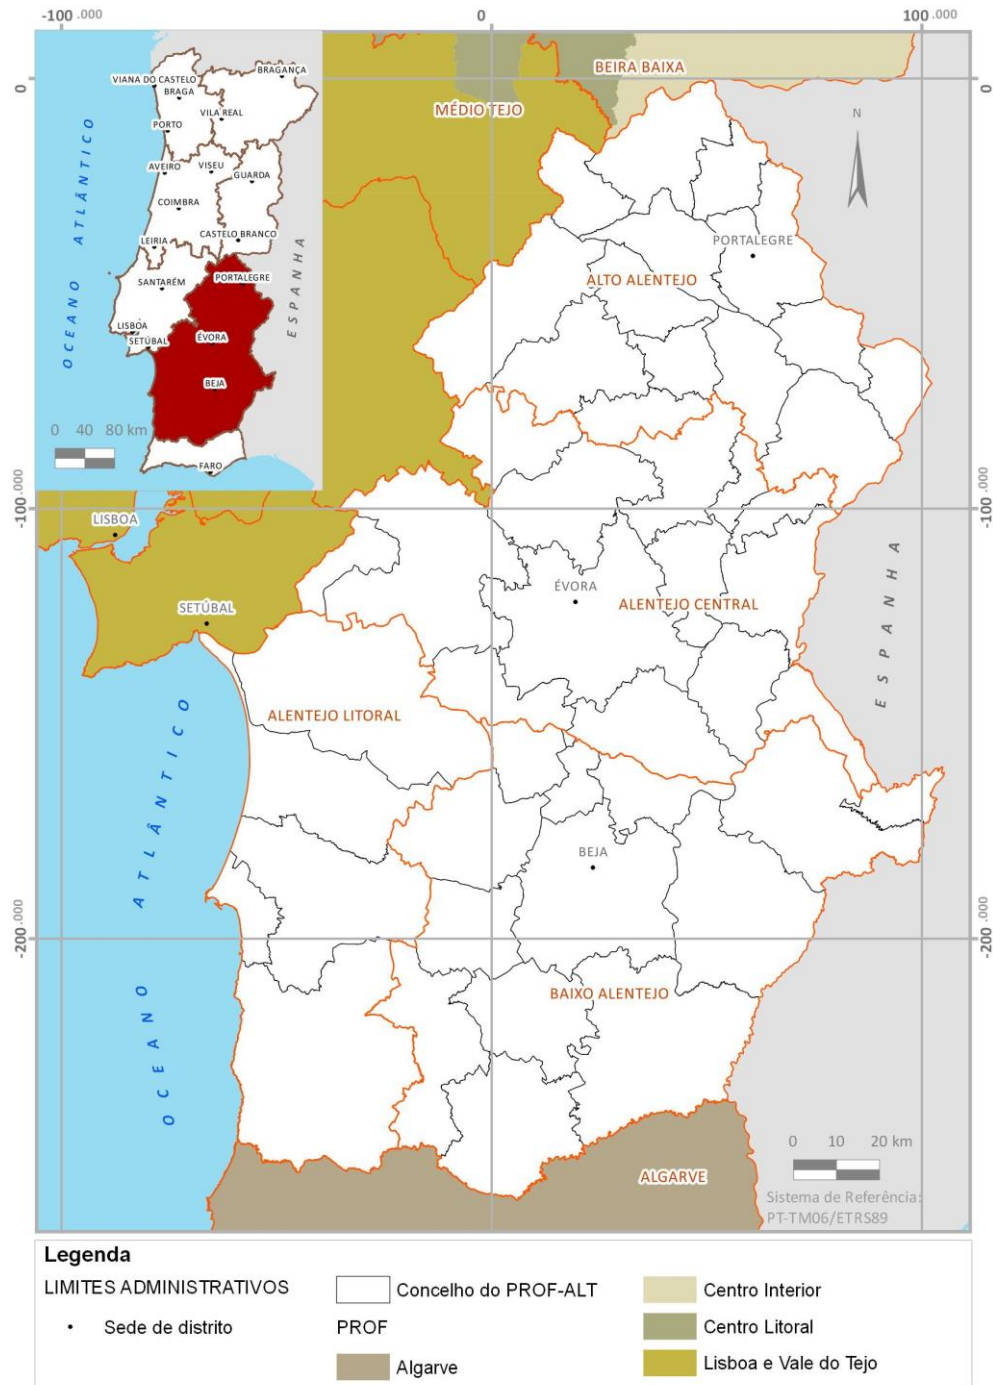 -100 .000
0
100 .000
0
0
BRAGANÇA
VIANA DO CASTELO
BRAGA
VILA REAL
PORTO
AVEIRO
VISEU
GUARDA
COIMBRA
LEIRIA
CASTELO BRANCO
SANTARÉM
PORTALEGRE
LISBOA
SETÚBAL
ÉVORA
BEJA
FARO
OCEANO ATLÂNTICO
ESPANHA
0 40 80 km
BEIRA BAIXA
MÉDIO TEJO
N
PORTALEGRE
ALTO ALENTEJO
-100 .000
-100 .000
LISBOA
ÉVORA
ALENTEJO CENTRAL
SETÚBAL
ESPANHA
ALENTEJO LITORAL
OCEANO ATLÂNTICO
BEJA
-200 .000
-200 .000
BAIXO ALENTEJO
0 10 20 km
ALGARVE
Sistema de Referência:
PT-TM06/ETRS89
Legenda
LIMITES ADMINISTRATIVOS
Sede de distrito
Concelho do PROF-ALT
PROF
Algarve
Centro Interior
Centro Litoral
Lisboa e Vale do Tejo